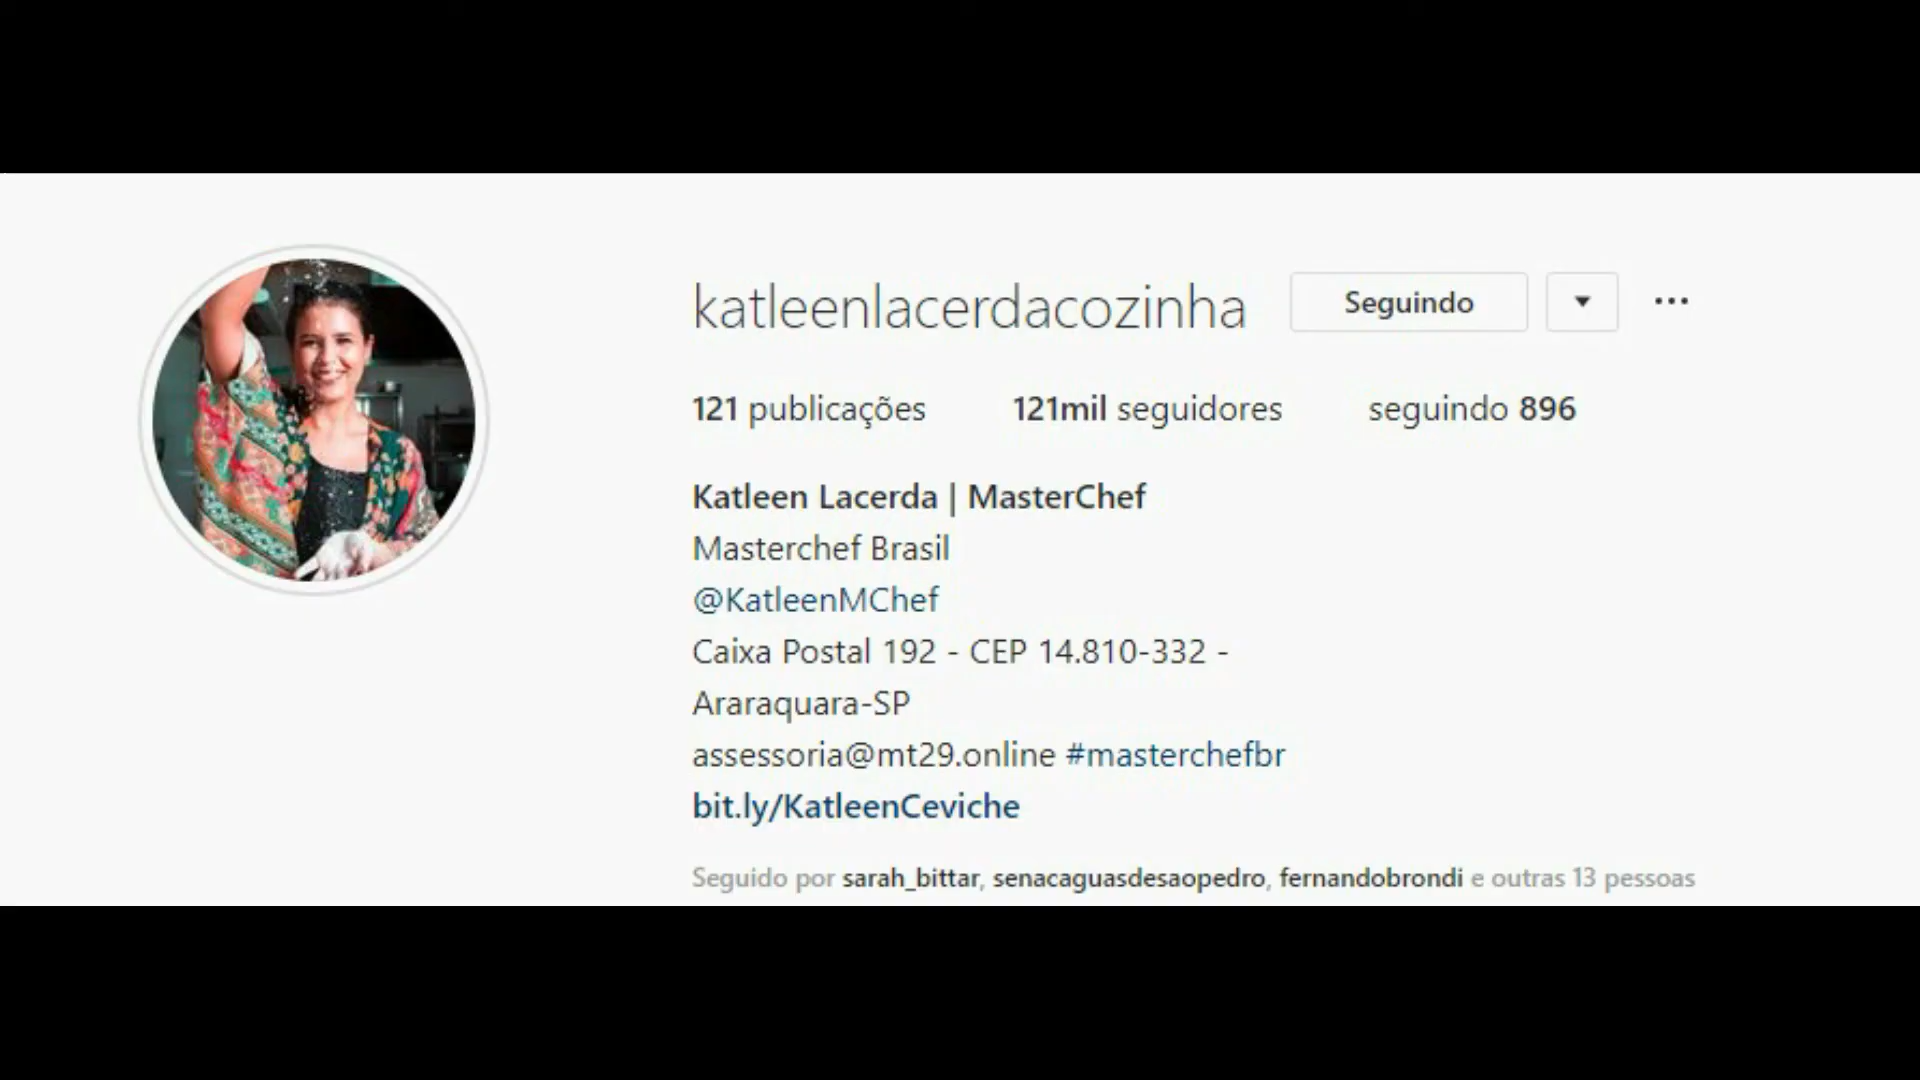 katleenlacerdacozinha Seguindo
121 publicações 121mil seguidores seguindo 896
Katleen Lacerda | MasterChef
Masterchef Brasil
@KatleenMChef
Caixa Postal 192 - CEP 14.810-332 -
Araraquara-SP
assessoria@mt29.online #masterchefbr
bit.ly/KatleenCeviche
Seguido por sarah_bittar, senacaguasdesaopedro, fernandobrondi e outras 13 pessoas